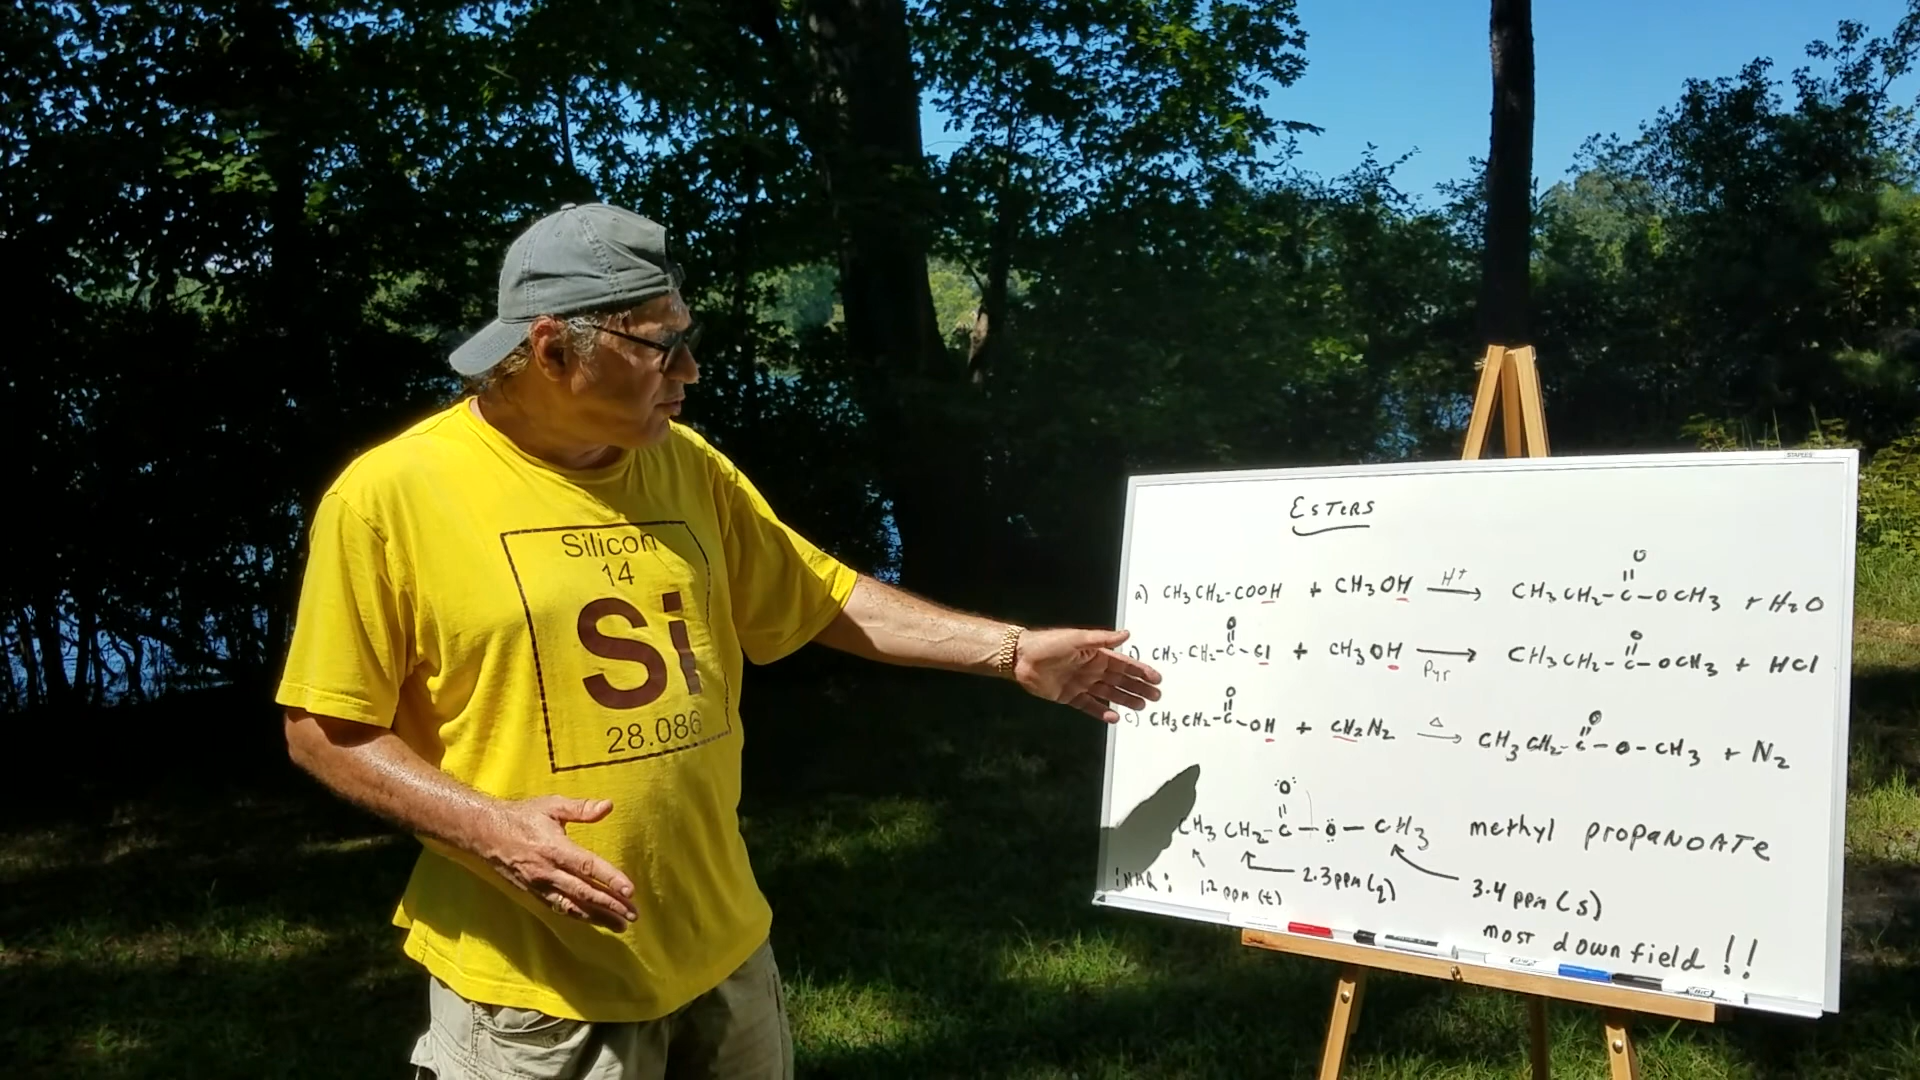 Silicon
14
Si
28.086
STAPLES
ESTERS
a) CH3CH2-COOH + CH3OH H+ → CH3CH2-C-OCH3 + H2O
O
) CH3-CH2-C-Cl + CH3OH → CH3CH2-C-OCH3 + HCl
O O
Pyr
c) CH3CH2-C-OH + CH2N2 Δ → CH3CH2-C-O-CH3 + N2
O O
CH3CH2-C-O-CH3 methyl propanoate
O
NMR: 1.2 ppm (t) 2.3 ppm (q) 3.4 ppm (s)
most downfield !!